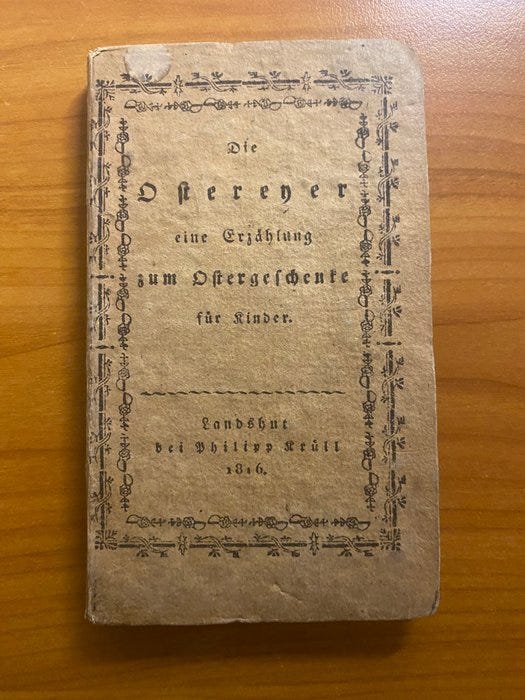 Die
Ostereyer
eine Erzählung
zum Ostergeschenke
für Kinder.
Landshut
bei Philipp Krüll
1816.